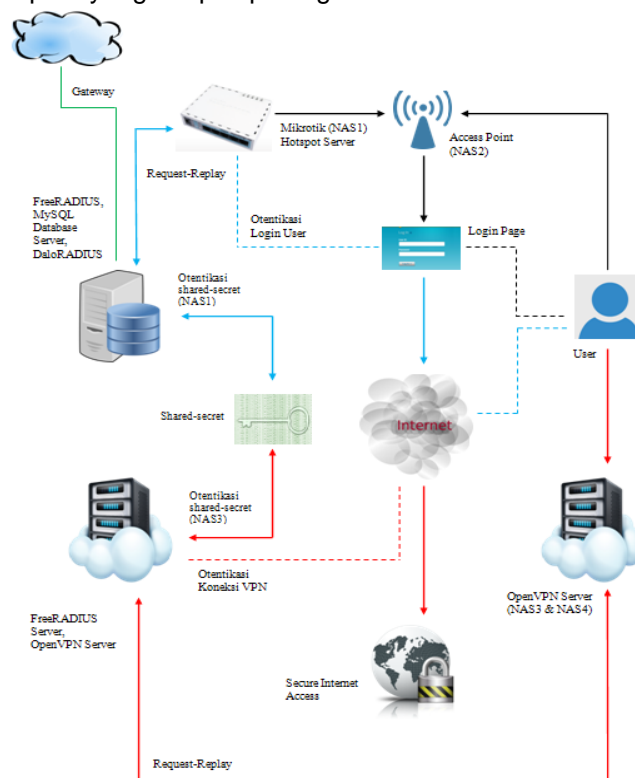 Gateway
Mikrotik (NAS1)
Hotspot Server
Access Point
(NAS2)
Request-Replay
FreeRADIUS,
MySQL
Database
Server,
DaloRADIUS
Otentikasi
Login User
Login Page
Otentikasi
shared-secret
(NAS1)
User
Shared-secret
Internet
Otentikasi
shared-secret
(NAS3)
Otentikasi
Koneksi VPN
OpenVPN Server
(NAS3 & NAS4)
FreeRADIUS
Server,
OpenVPN Server
Secure Internet
Access
Request-Replay